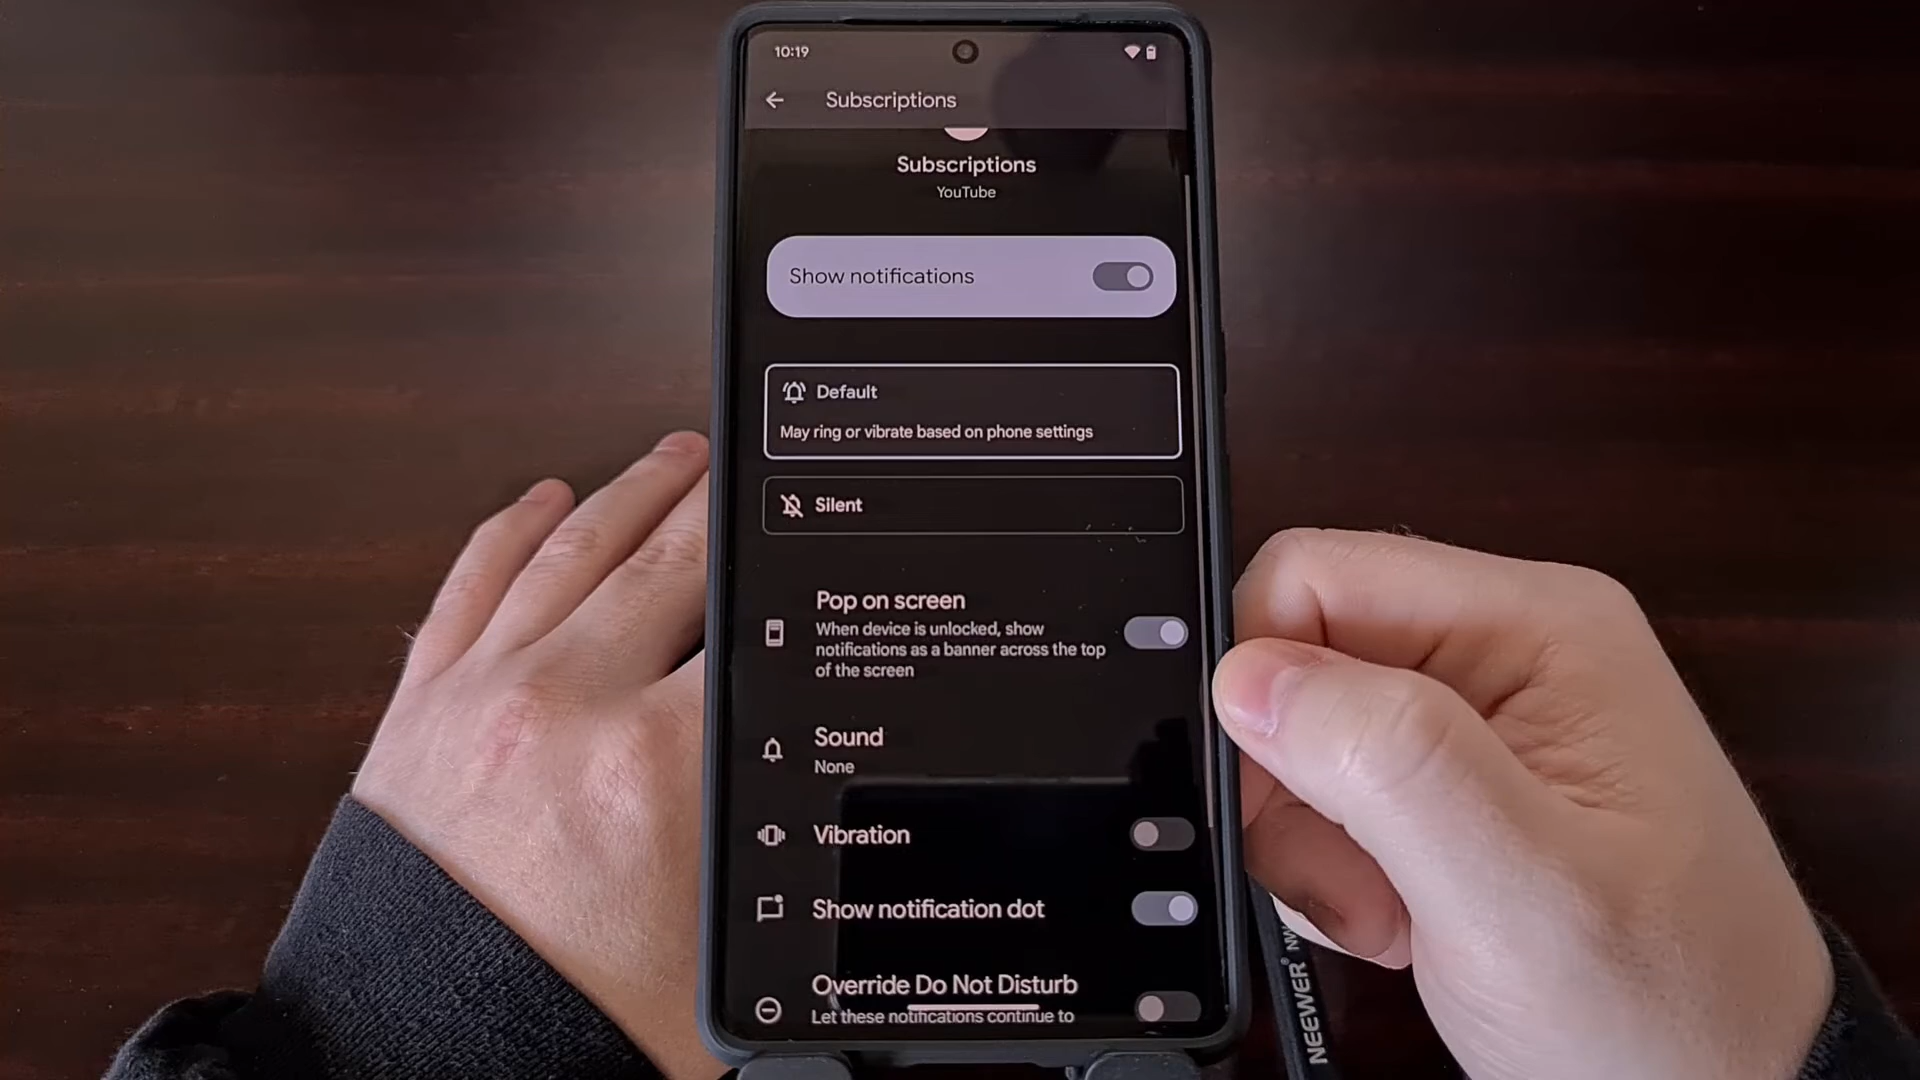 10:19
Subscriptions
Subscriptions
YouTube
Show notifications
Default
May ring or vibrate based on phone settings
Silent
Pop on screen
When device is unlocked, show
notifications as a banner across the top
of the screen
Sound
None
Vibration
Show notification dot
Override Do Not Disturb
Let these notifications continue to
NEEWER® NW